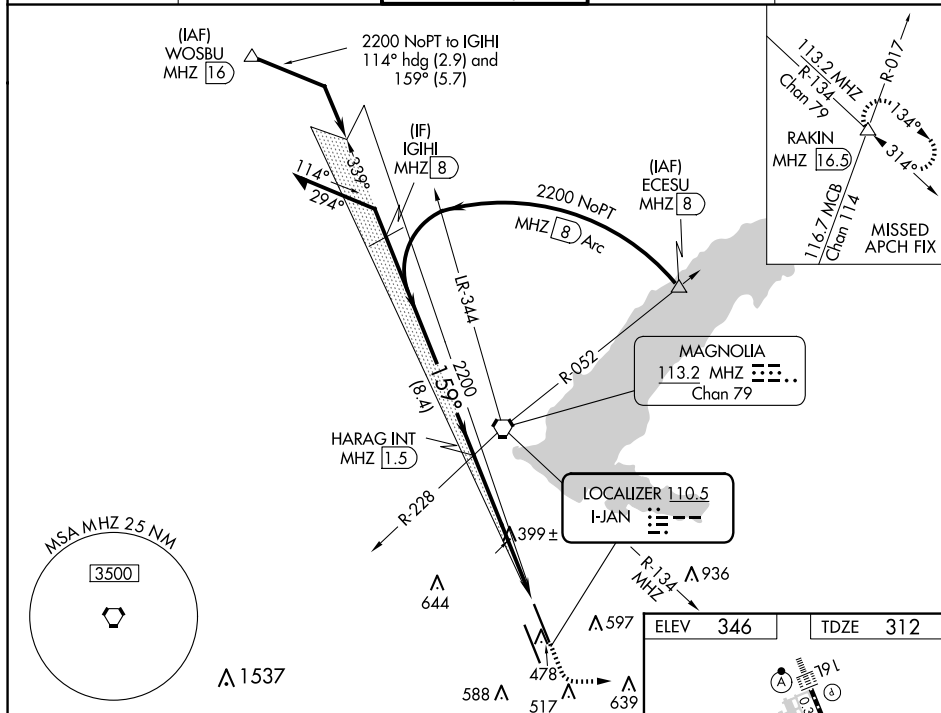 (IAF)
WOSBU
MHZ 16
2200 NoPT to IGIHI
114° hdg (2.9) and
159° (5.7)
(IF)
IGIHI
MHZ 8
339°
114°
294°
2200 NoPT
MHZ 8 Arc
(IAF)
ECESU
MHZ 8
113.2 MHZ
R-134
Chan 79
R-017
134°
314°
RAKIN
MHZ 16.5
116.7 MCB
Chan 114
MISSED
APCH FIX
LR-344
R-052
2200
159°
(8.4)
MAGNOLIA
113.2 MHZ
Chan 79
HARAG INT
MHZ 1.5
R-228
LOCALIZER 110.5
I-JAN
399 ±
R-134
MHZ
936
644
597
MSA MHZ 25 NM
3500
1537
478
588
517
639
ELEV 346
TDZE 312
16L
A
P